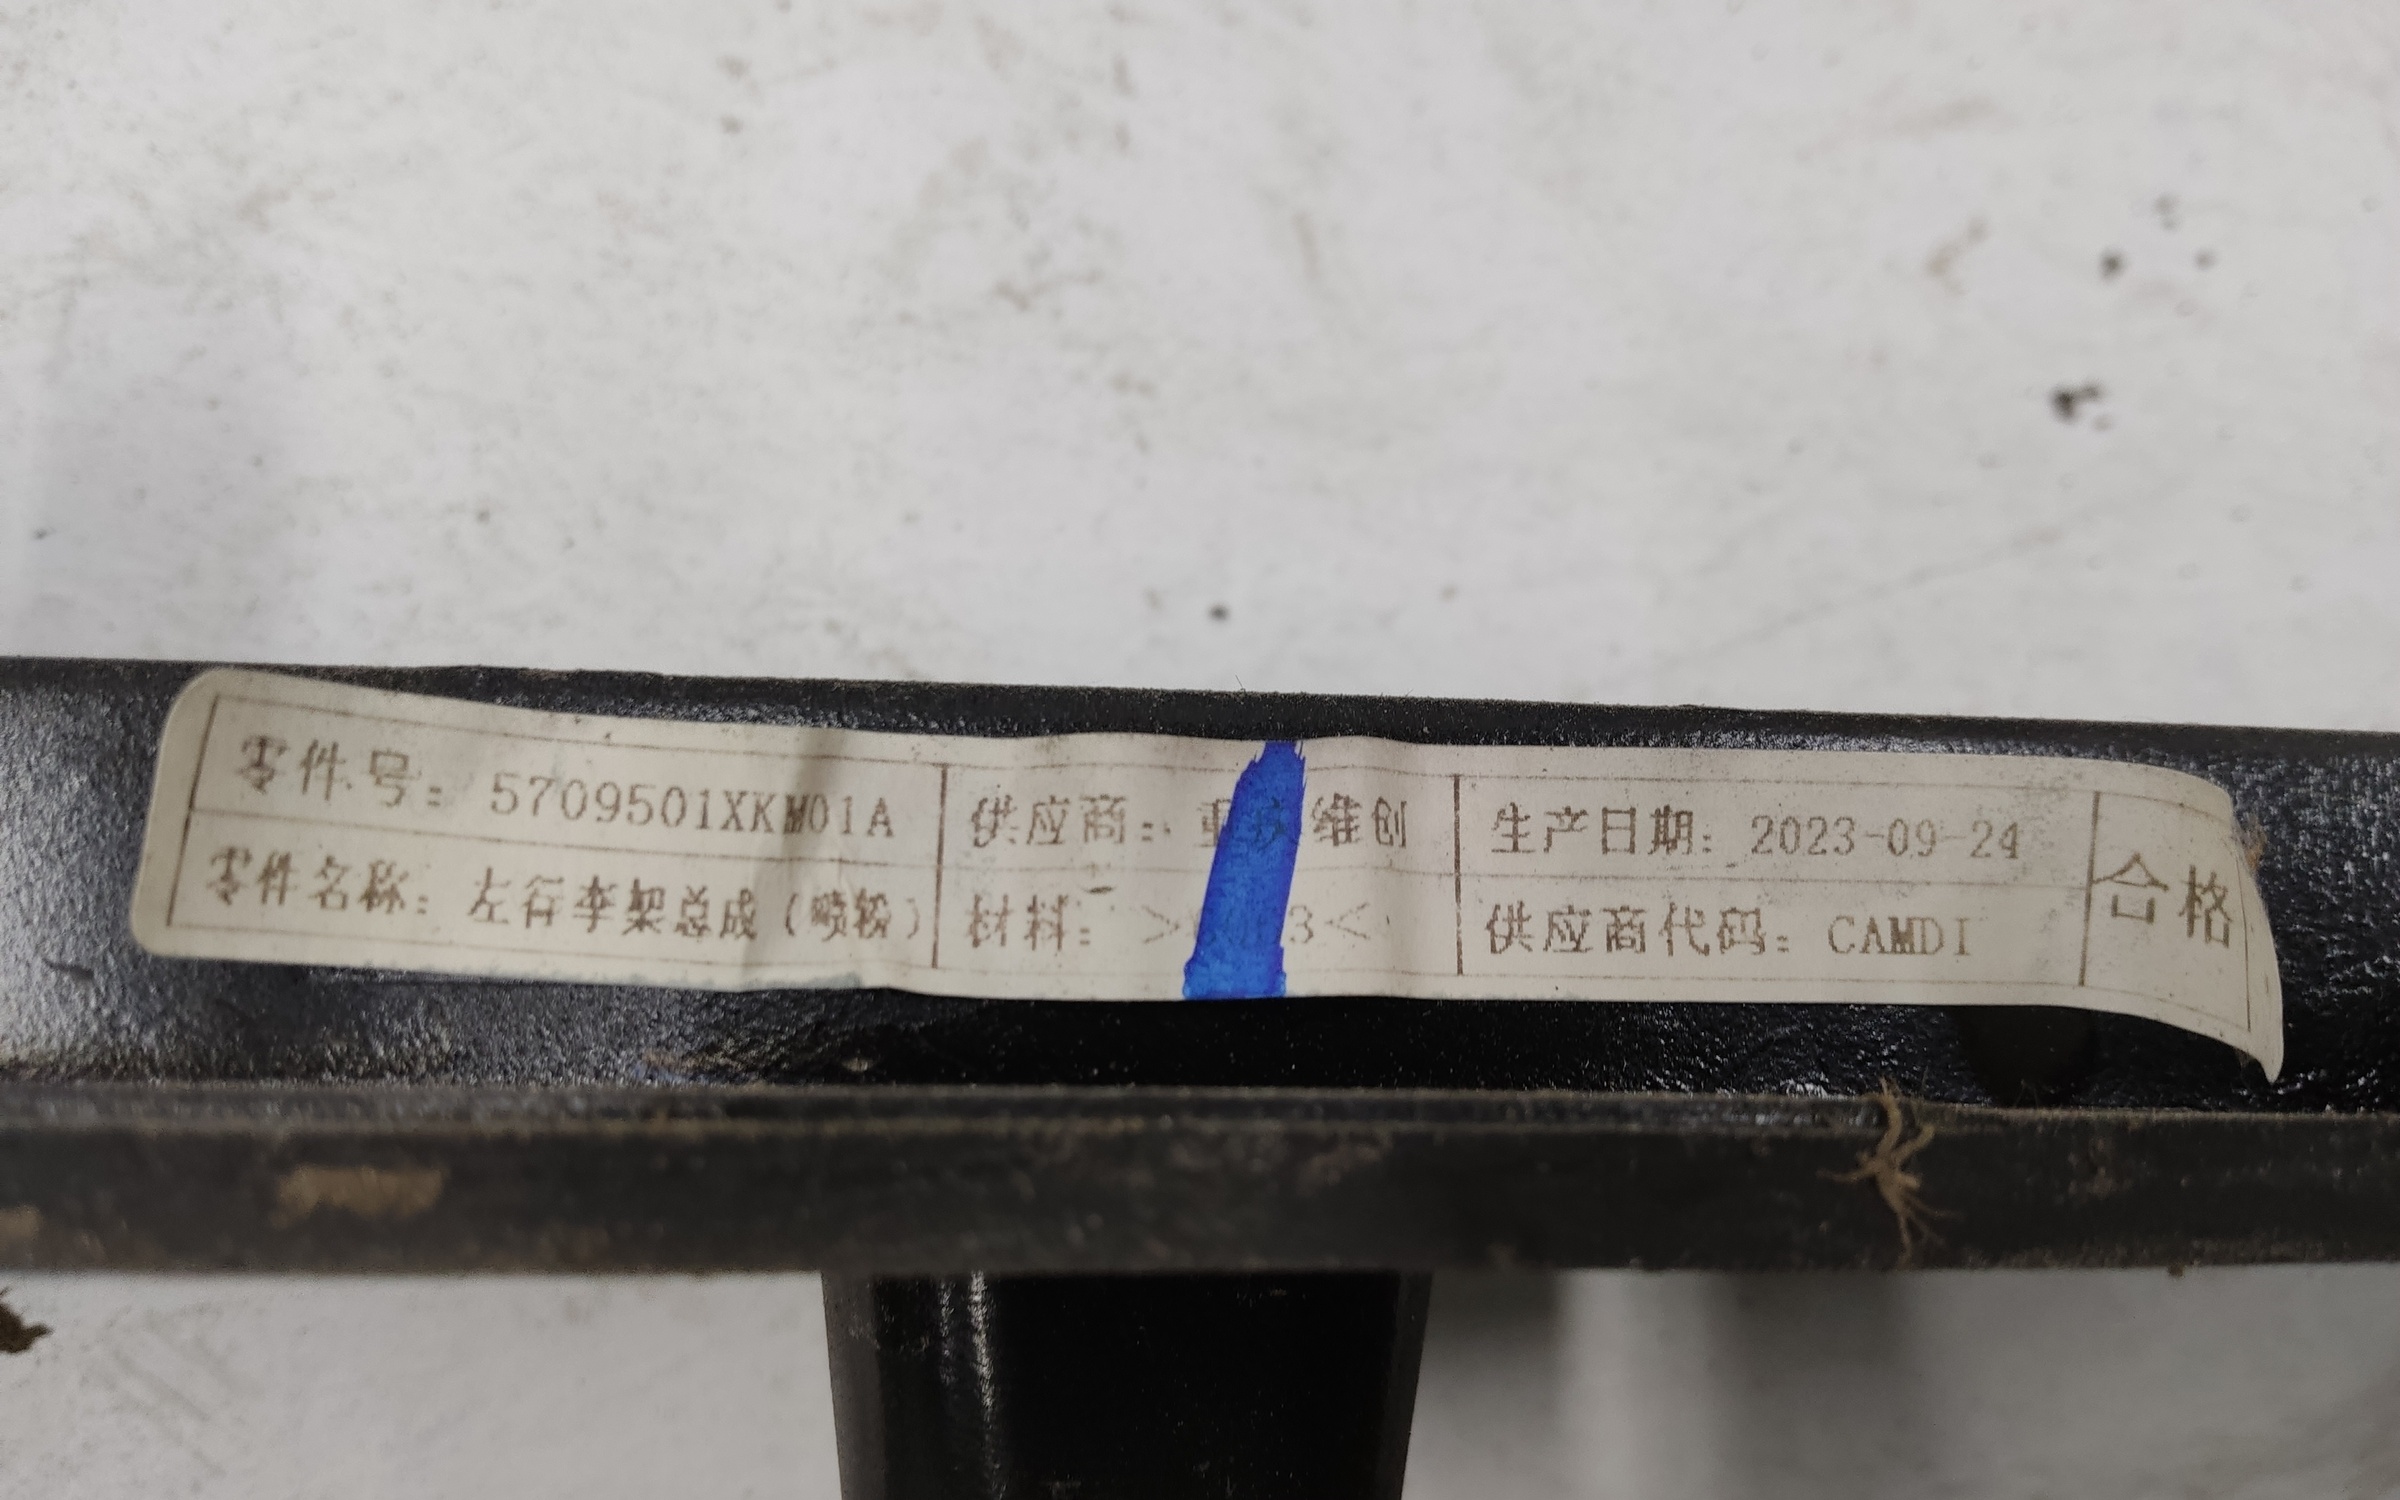 零件号: 5709501XKM01A 供应商: 重庆维创 生产日期: 2023-09-24 合格
零件名称: 左行李架总成(喷粉) 材料: 供应商代码: CAMDI